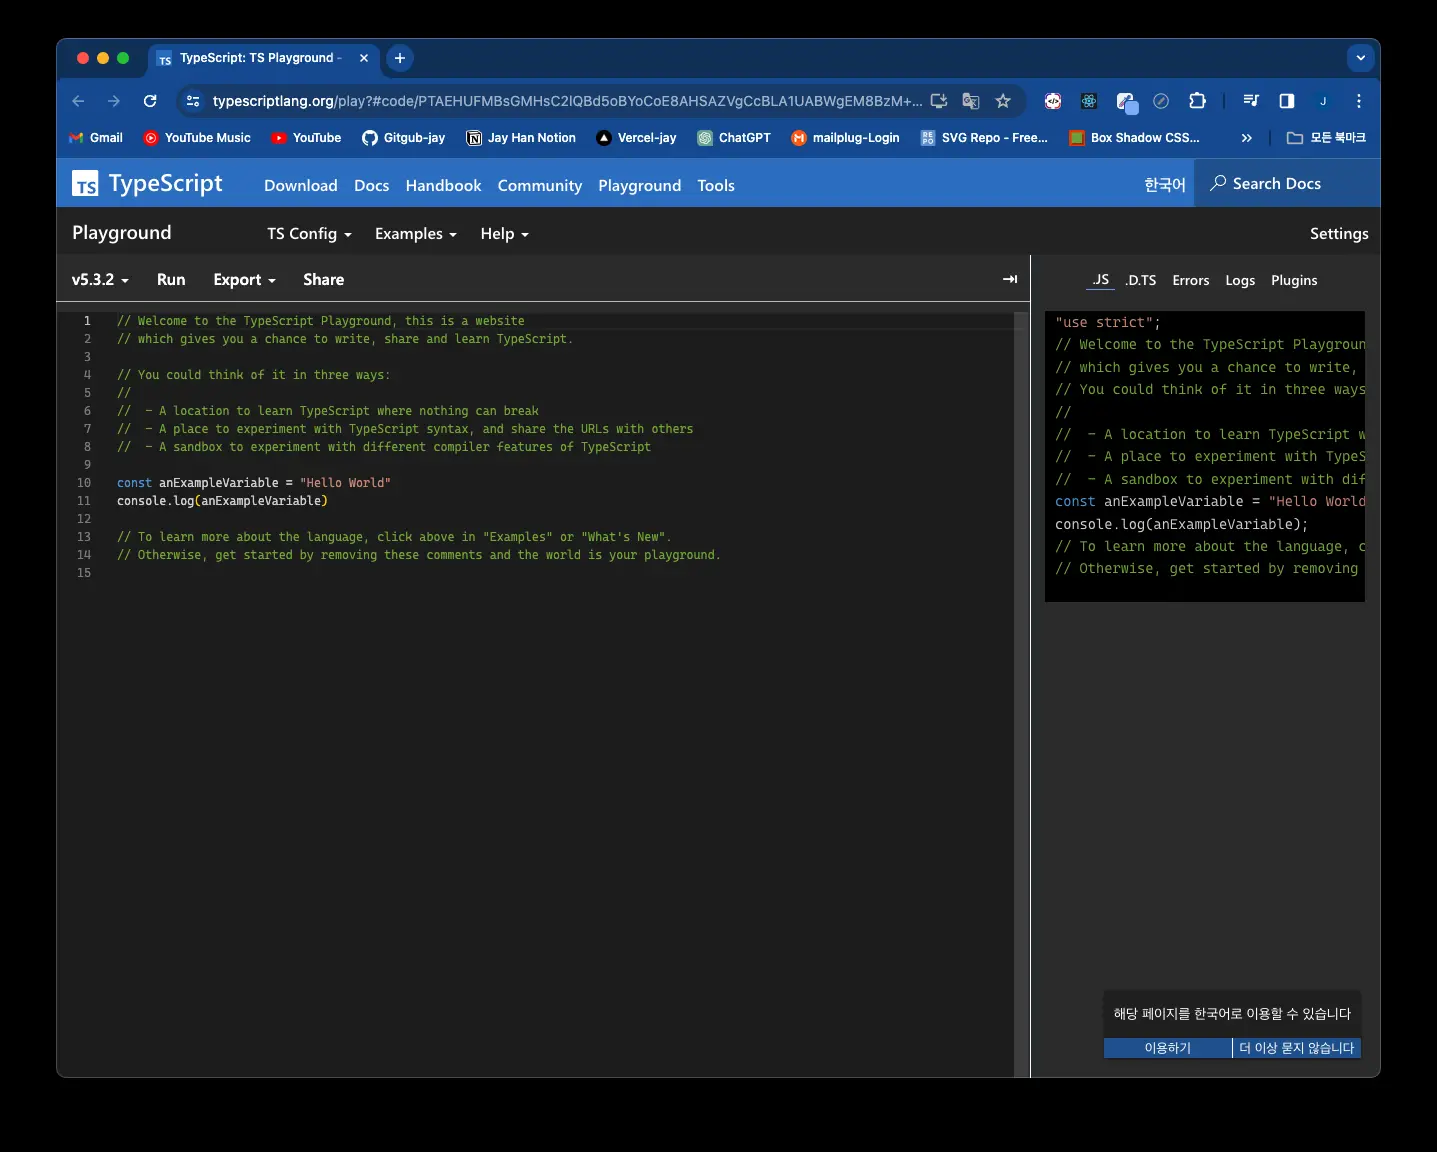 TypeScript: TS Playground -
typescriptlang.org/play?#code/PTAEHUFMBsGMHsC2lQBd5oBYoCoE8AHSAZVgCcBLA1UABWgEM8BzM+...
J
Gmail YouTube Music YouTube Gitgub-jay Jay Han Notion Vercel-jay ChatGPT mailplug-Login SVG Repo - Free... Box Shadow CSS... » 모든 북마크
TS TypeScript Download Docs Handbook Community Playground Tools 한국어 Search Docs
Playground TS Config Examples Help Settings
v5.3.2 Run Export Share
.JS .D.TS Errors Logs Plugins
1 // Welcome to the TypeScript Playground, this is a website
2 // which gives you a chance to write, share and learn TypeScript.
3
4 // You could think of it in three ways:
5 //
6 //  - A location to learn TypeScript where nothing can break
7 //  - A place to experiment with TypeScript syntax, and share the URLs with others
8 //  - A sandbox to experiment with different compiler features of TypeScript
9
10 const anExampleVariable = "Hello World"
11 console.log(anExampleVariable)
12
13 // To learn more about the language, click above in "Examples" or "What's New".
14 // Otherwise, get started by removing these comments and the world is your playground.
15
"use strict";
// Welcome to the TypeScript Playgroun
// which gives you a chance to write,
// You could think of it in three ways
//
//  - A location to learn TypeScript w
//  - A place to experiment with TypeS
//  - A sandbox to experiment with dif
const anExampleVariable = "Hello World
console.log(anExampleVariable);
// To learn more about the language, c
// Otherwise, get started by removing
해당 페이지를 한국어로 이용할 수 있습니다
이용하기 더 이상 묻지 않습니다